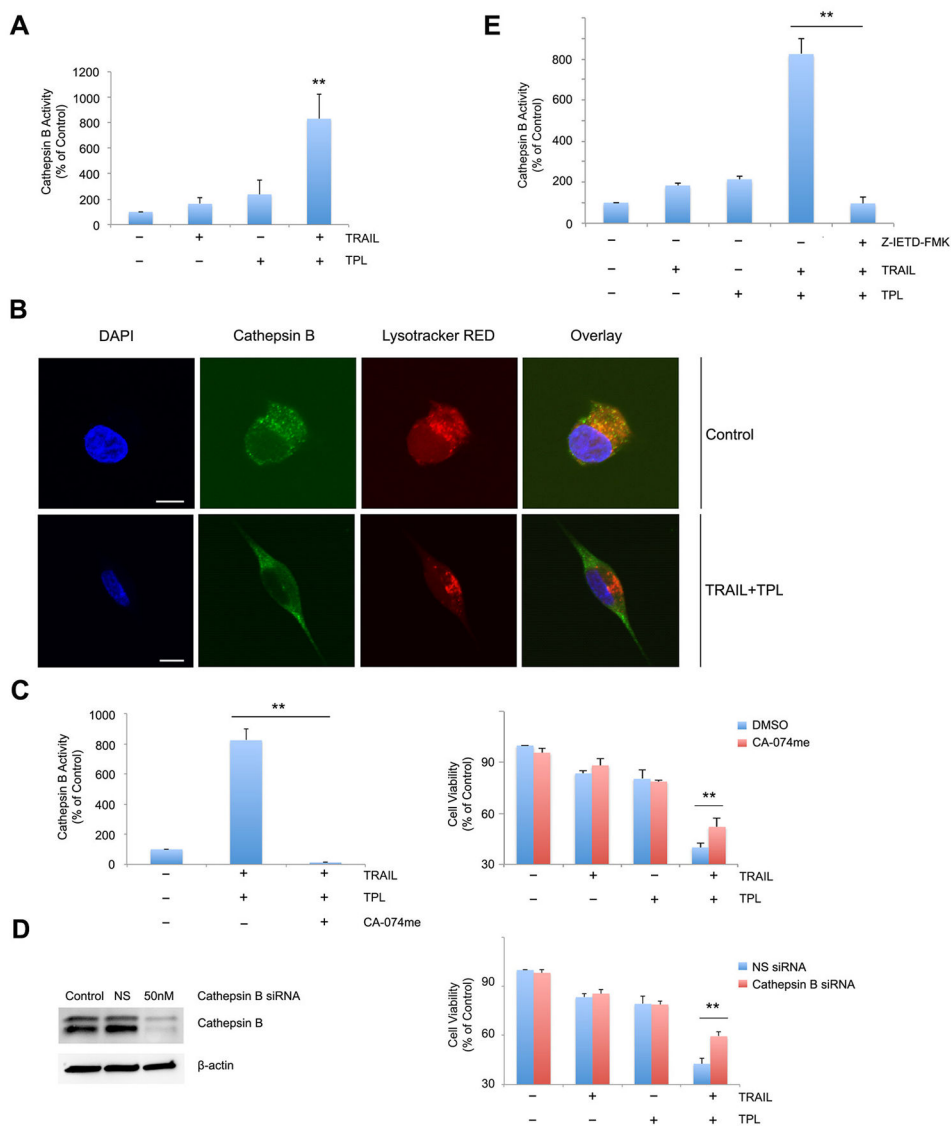 A
Cathepsin B Activity
(% of Control)
1200
1000
800
600
400
200
0
**
– + – + TRAIL
– – + + TPL
E
Cathepsin B Activity
(% of Control)
800
600
400
200
0
**
– – – – + Z-IETD-FMK
– + – + + TRAIL
– – + + + TPL
B
DAPI Cathepsin B Lysotracker RED Overlay
Control
TRAIL+TPL
C
Cathepsin B Activity
(% of Control)
1000
800
600
400
200
0
**
– + + TRAIL
– + + TPL
– – + CA-074me
Cell Viability
(% of Control)
90
60
30
DMSO
CA-074me
**
– + – + TRAIL
– – + + TPL
D
Control NS 50nM Cathepsin B siRNA
Cathepsin B
β-actin
Cell Viability
(% of Control)
90
60
30
NS siRNA
Cathepsin B siRNA
**
– + – + TRAIL
– – + + TPL